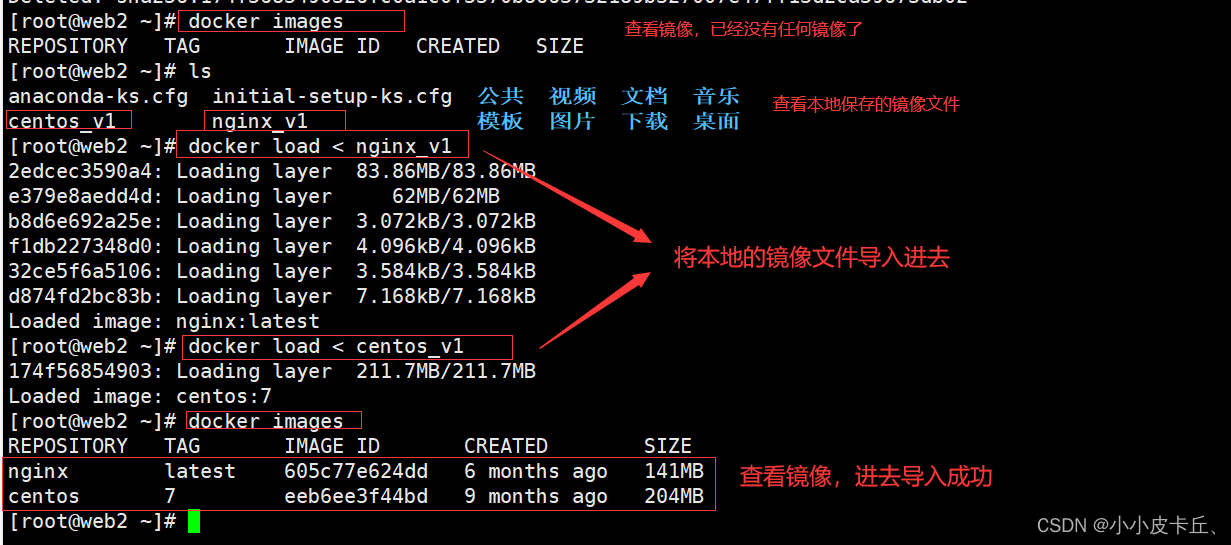 [root@web2 ~]# docker images
查看镜像，已经没有任何镜像了
REPOSITORY TAG IMAGE ID CREATED SIZE
[root@web2 ~]# ls
anaconda-ks.cfg initial-setup-ks.cfg 公共 视频 文档 音乐
查看本地保存的镜像文件
centos_v1 nginx_v1 模板 图片 下载 桌面
[root@web2 ~]# docker load < nginx_v1
2edcec3590a4: Loading layer 83.86MB/83.86MB
e379e8aedd4d: Loading layer 62MB/62MB
b8d6e692a25e: Loading layer 3.072kB/3.072kB
f1db227348d0: Loading layer 4.096kB/4.096kB
将本地的镜像文件导入进去
32ce5f6a5106: Loading layer 3.584kB/3.584kB
d874fd2bc83b: Loading layer 7.168kB/7.168kB
Loaded image: nginx:latest
[root@web2 ~]# docker load < centos_v1
174f56854903: Loading layer 211.7MB/211.7MB
Loaded image: centos:7
[root@web2 ~]# docker images
REPOSITORY TAG IMAGE ID CREATED SIZE
nginx latest 605c77e624dd 6 months ago 141MB
查看镜像，进去导入成功
centos 7 eeb6ee3f44bd 9 months ago 204MB
[root@web2 ~]#
CSDN @小小皮卡丘、